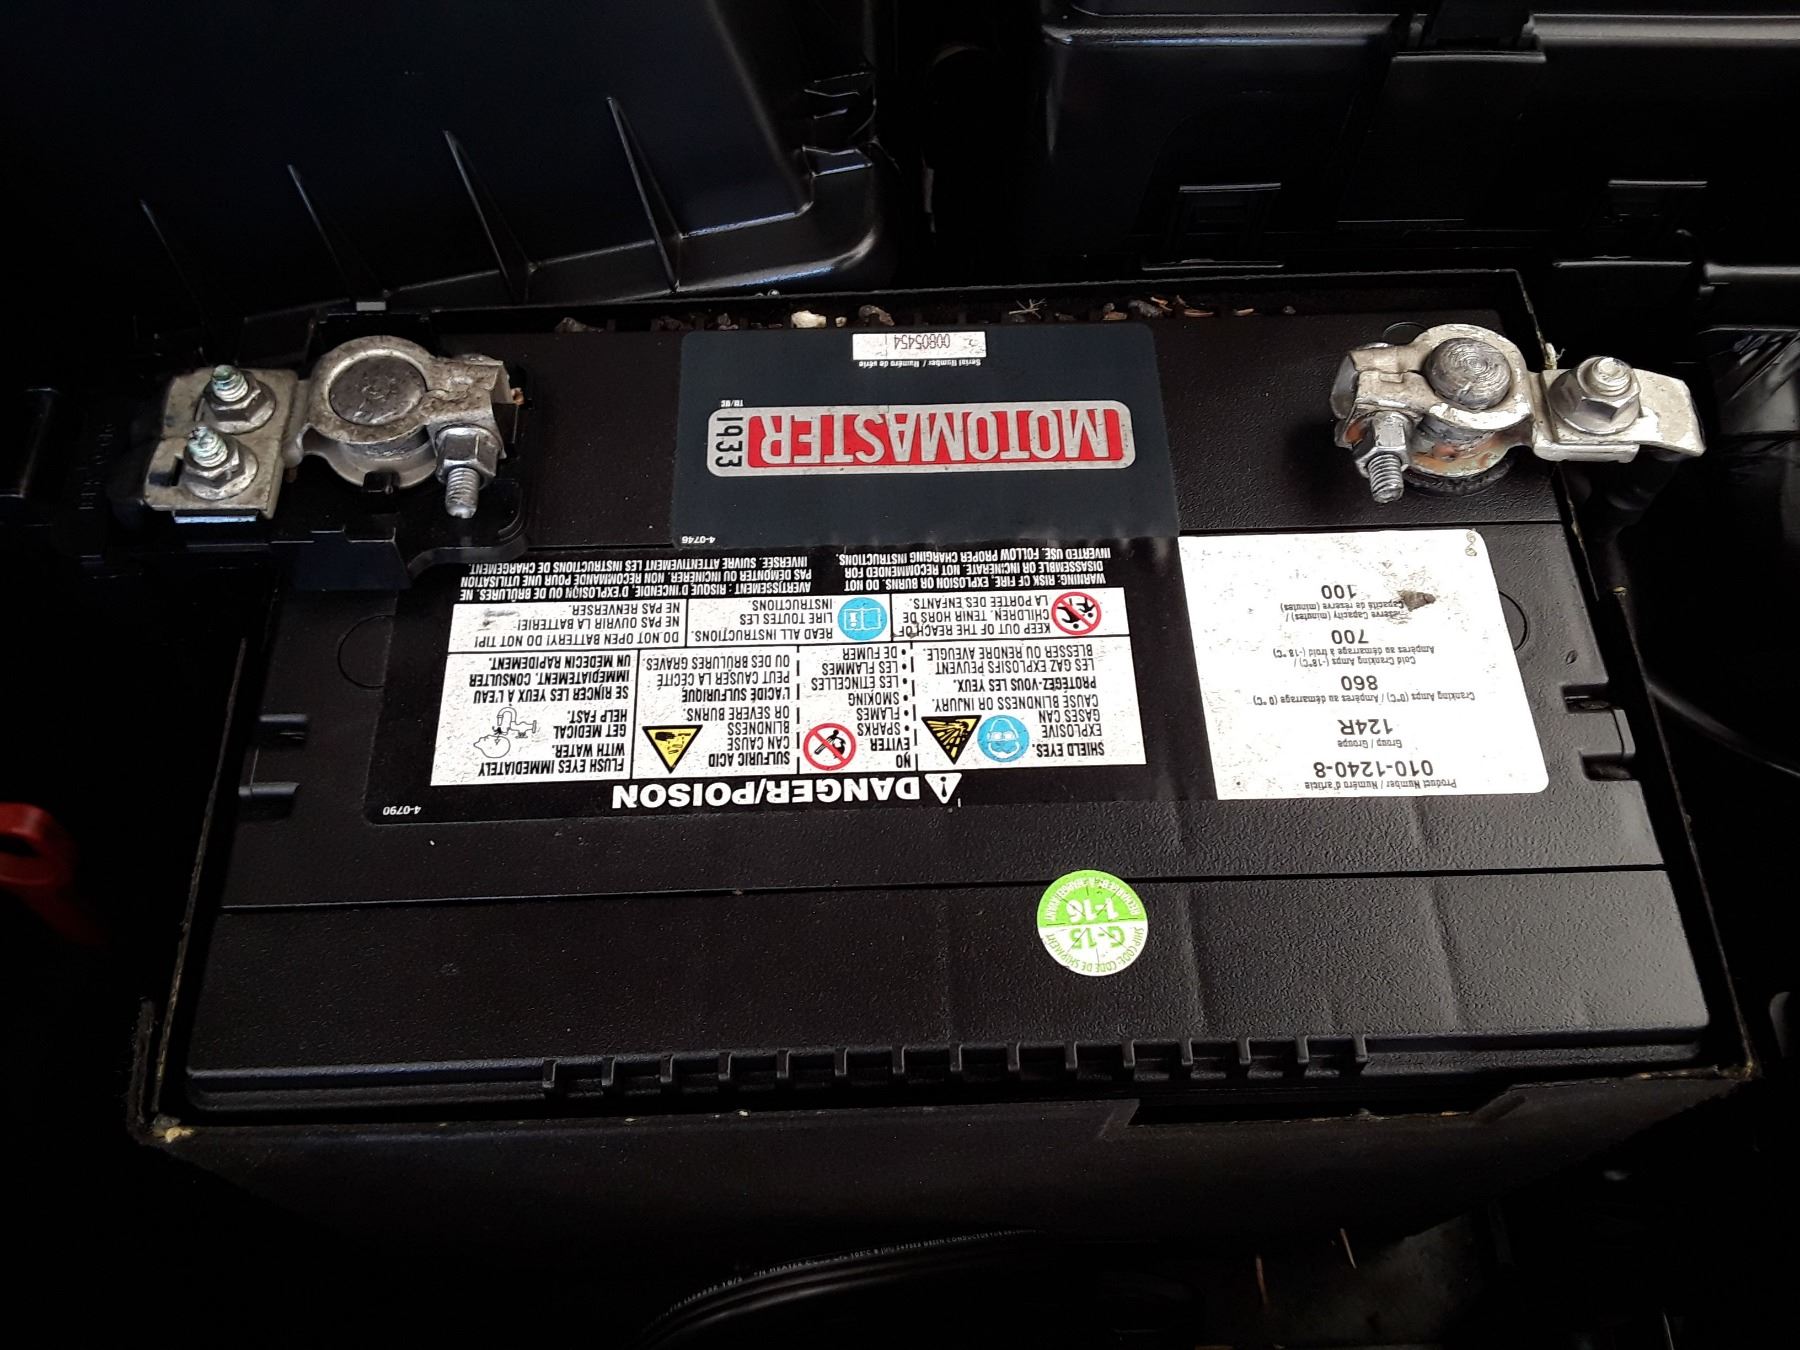 Serial Number / Numéro de série
00805454
MOTOMASTER
1933
TM/MC
4-0746
4-0790
⚠ DANGER/POISON
SHIELD EYES.
EXPLOSIVE
GASES CAN
CAUSE BLINDNESS OR INJURY.
PROTÉGEZ-VOUS LES YEUX.
LES GAZ EXPLOSIFS PEUVENT
BLESSER OU RENDRE AVEUGLE.
NO
ÉVITER
• SPARKS
• FLAMES
• SMOKING
• LES ÉTINCELLES
• LES FLAMMES
• DE FUMER
SULFURIC ACID
CAN CAUSE
BLINDNESS
OR SEVERE BURNS.
L'ACIDE SULFURIQUE
PEUT CAUSER LA CÉCITÉ
OU DES BRÛLURES GRAVES.
FLUSH EYES IMMEDIATELY
WITH WATER.
GET MEDICAL
HELP FAST.
SE RINCER LES YEUX À L'EAU
IMMÉDIATEMENT. CONSULTER
UN MÉDECIN RAPIDEMENT.
KEEP OUT OF THE REACH OF
CHILDREN. TENIR HORS DE
LA PORTÉE DES ENFANTS.
READ ALL INSTRUCTIONS.
LIRE TOUTES LES
INSTRUCTIONS.
DO NOT OPEN BATTERY! DO NOT TIP!
NE PAS OUVRIR LA BATTERIE!
NE PAS RENVERSER.
WARNING: RISK OF FIRE, EXPLOSION OR BURNS. DO NOT
DISASSEMBLE OR INCINERATE. NOT RECOMMENDED FOR
INVERTED USE. FOLLOW PROPER CHARGING INSTRUCTIONS.
AVERTISSEMENT : RISQUE D'INCENDIE, D'EXPLOSION OU DE BRÛLURES. NE
PAS DÉMONTER OU INCINÉRER. NON RECOMMANDÉ POUR UNE UTILISATION
INVERSÉE. SUIVRE ATTENTIVEMENT LES INSTRUCTIONS DE CHARGEMENT.
Product Number / Numéro d'article
010-1240-8
Group Groupe
124R
Cranking Amps (0°C) / Ampères au démarrage (0 °C)
860
Cold Cranking Amps (-18°C) /
Ampères au démarrage à froid (-18 °C)
700
Reserve Capacity (minutes) /
Capacité de réserve (minutes)
100
SHIP CODE · CODE DE SHIPMENT
G-15
1-16